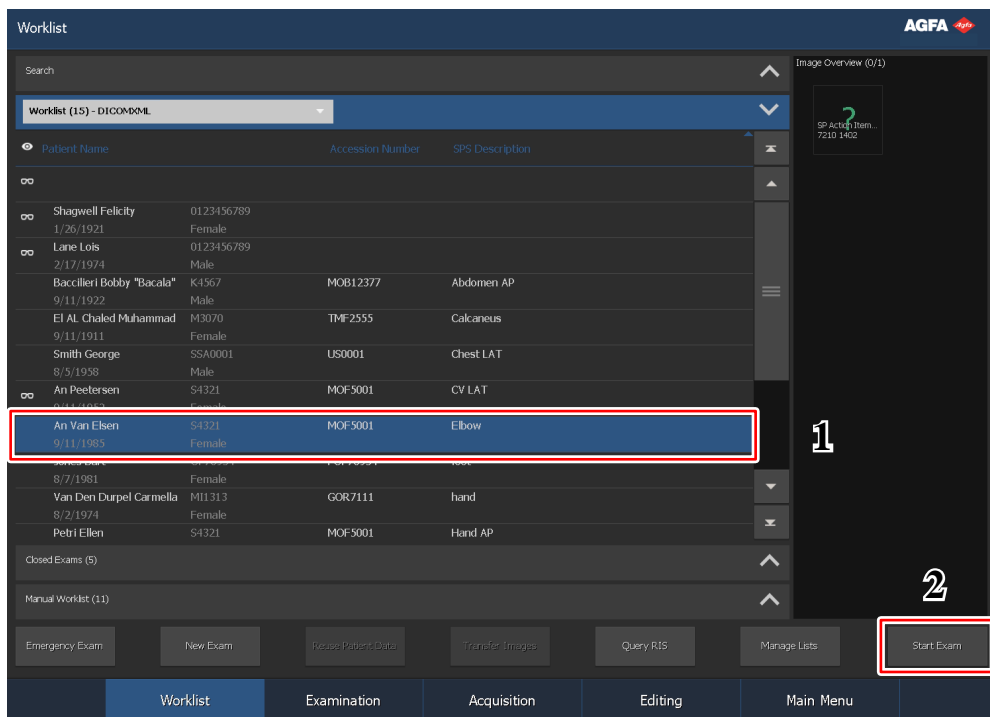 Worklist
AGFA
Agfa
Search
Image Overview (0/1)
Worklist (15) - DICOMXML
SP Action Item...
7210 1402
?
Patient Name Accession Number SPS Description
Shagwell Felicity 0123456789
1/26/1921 Female
Lane Lois 0123456789
2/17/1974 Male
Baccilieri Bobby "Bacala" K4567 MOB12377 Abdomen AP
9/11/1922 Male
El AL Chaled Muhammad M3070 TMF2555 Calcaneus
9/11/1911 Female
Smith George SSA0001 US0001 Chest LAT
8/5/1958 Male
An Peetersen S4321 MOF5001 CV LAT
An Van Elsen S4321 MOF5001 Elbow
9/11/1985 Female
1
8/7/1981 Female
Van Den Durpel Carmella MI1313 GOR7111 hand
8/2/1974 Female
Petri Ellen S4321 MOF5001 Hand AP
Closed Exams (5)
Manual Worklist (11)
2
Emergency Exam New Exam Reuse Patient Data Transfer Images Query RIS Manage Lists Start Exam
Worklist Examination Acquisition Editing Main Menu